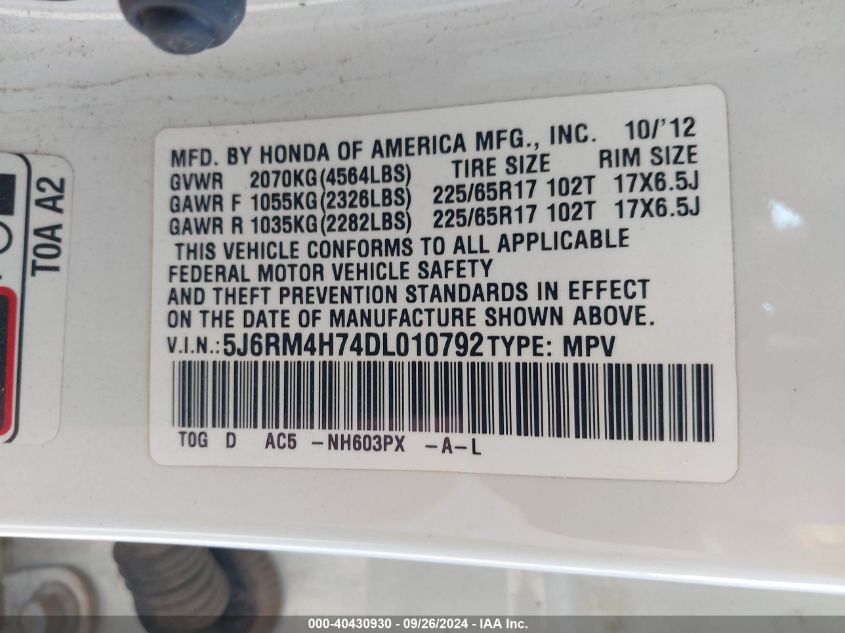 MFD. BY HONDA OF AMERICA MFG., INC. 10/'12
GVWR 2070KG(4564LBS) TIRE SIZE RIM SIZE
GAWR F 1055KG(2326LBS) 225/65R17 102T 17X6.5J
GAWR R 1035KG(2282LBS) 225/65R17 102T 17X6.5J
THIS VEHICLE CONFORMS TO ALL APPLICABLE
FEDERAL MOTOR VEHICLE SAFETY
AND THEFT PREVENTION STANDARDS IN EFFECT
ON THE DATE OF MANUFACTURE SHOWN ABOVE.
V.I.N.:5J6RM4H74DL010792 TYPE: MPV
T0G D AC5 -NH603PX -A-L
T0A A2
000-40430930 - 09/26/2024 - IAA Inc.